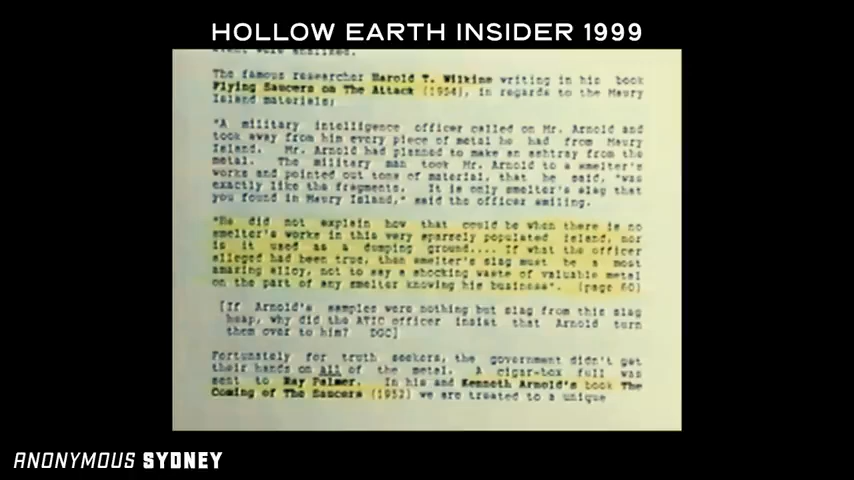 HOLLOW EARTH INSIDER 1999
The famous researcher Harold T. Wilkins writing in his book
Flying Saucers on The Attack (1954), in regards to the Maury
Island materials;
"A military intelligence officer called on Mr. Arnold and
took away from him every piece of metal he had from Maury
Island. Mr. Arnold had planned to make an ashtray from the
metal. The military man took Mr. Arnold to a smelter's
works and pointed out tons of material, that he said, "was
exactly like the fragments. It is only smelter's slag that
you found in Maury Island," said the officer smiling.
"He did not explain how that could be when there is no
smelter's works in this very sparsely populated island, nor
is it used as a dumping ground.... If what the officer
alleged had been true, then smelter's slag must be a most
amazing alloy, not to say a shocking waste of valuable metal
on the part of any smelter knowing his business". (page 60)
[If Arnold's samples were nothing but slag from this slag
heap, why did the ATIC officer insist that Arnold turn
them over to him? DGC]
Fortunately for truth seekers, the government didn't get
their hands on all of the metal. A cigar-box full was
sent to Ray Palmer. In his and Kenneth Arnold's book The
Coming of The Saucers (1952) we are treated to a unique
ANONYMOUS SYDNEY